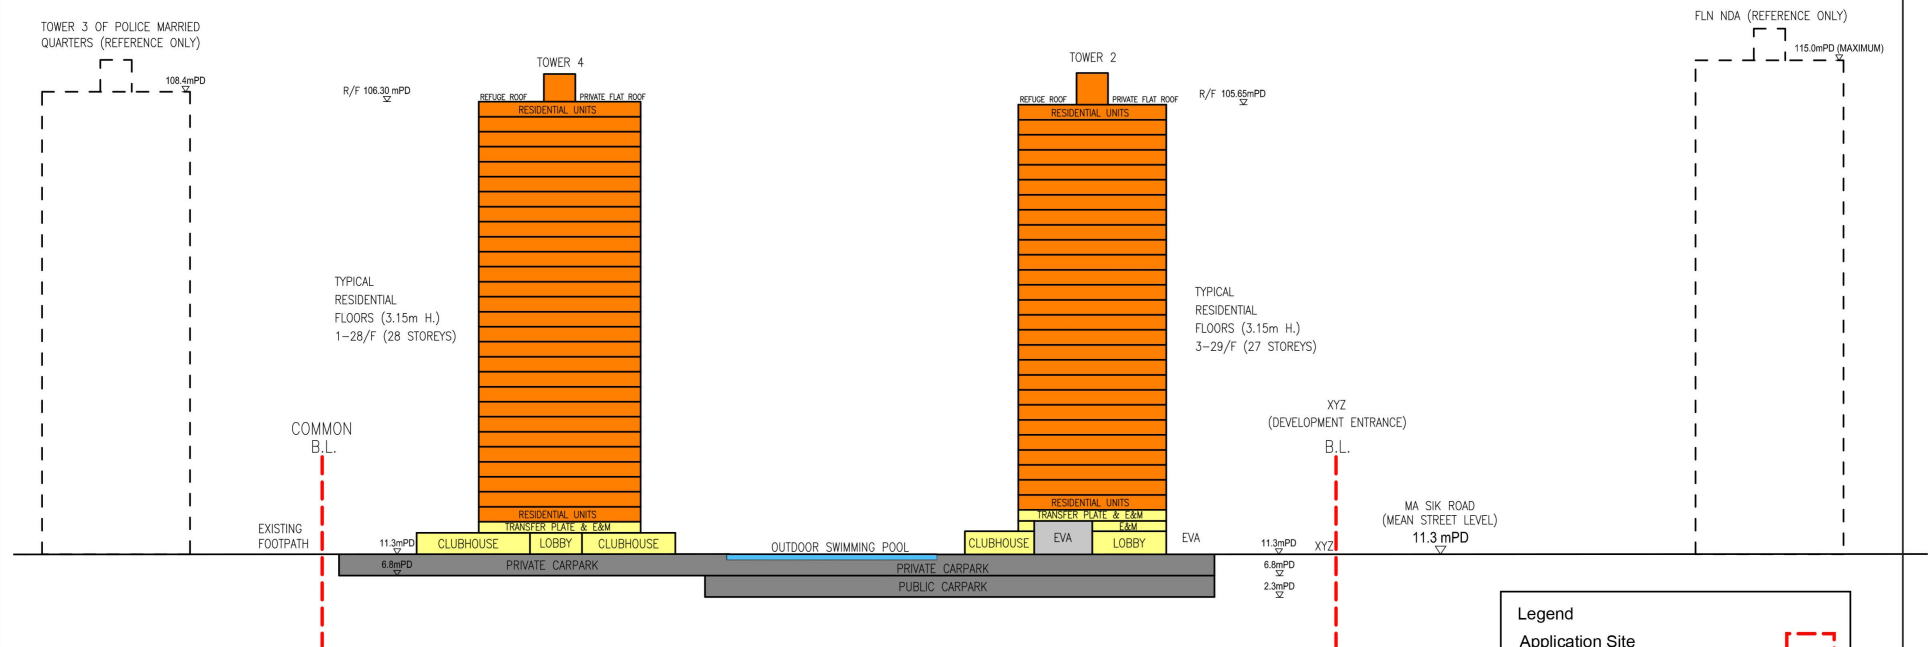 TOWER 3 OF POLICE MARRIED
QUARTERS (REFERENCE ONLY)
108.4mPD
R/F 106.30 mPD
TOWER 4
REFUGE ROOF
PRIVATE FLAT ROOF
RESIDENTIAL UNITS
TYPICAL
RESIDENTIAL
FLOORS (3.15m H.)
1-28/F (28 STOREYS)
RESIDENTIAL UNITS
TRANSFER PLATE & E&M
CLUBHOUSE
LOBBY
CLUBHOUSE
COMMON
B.L.
EXISTING
FOOTPATH
11.3mPD
6.8mPD
PRIVATE CARPARK
OUTDOOR SWIMMING POOL
TOWER 2
REFUGE ROOF
PRIVATE FLAT ROOF
RESIDENTIAL UNITS
R/F 105.65mPD
TYPICAL
RESIDENTIAL
FLOORS (3.15m H.)
3-29/F (27 STOREYS)
RESIDENTIAL UNITS
TRANSFER PLATE & E&M
E&M
CLUBHOUSE
EVA
LOBBY
EVA
PRIVATE CARPARK
PUBLIC CARPARK
11.3mPD
6.8mPD
2.3mPD
XYZ
(DEVELOPMENT ENTRANCE)
B.L.
XYZ
MA SIK ROAD
(MEAN STREET LEVEL)
11.3 mPD
FLN NDA (REFERENCE ONLY)
115.0mPD (MAXIMUM)
Legend
Application Site